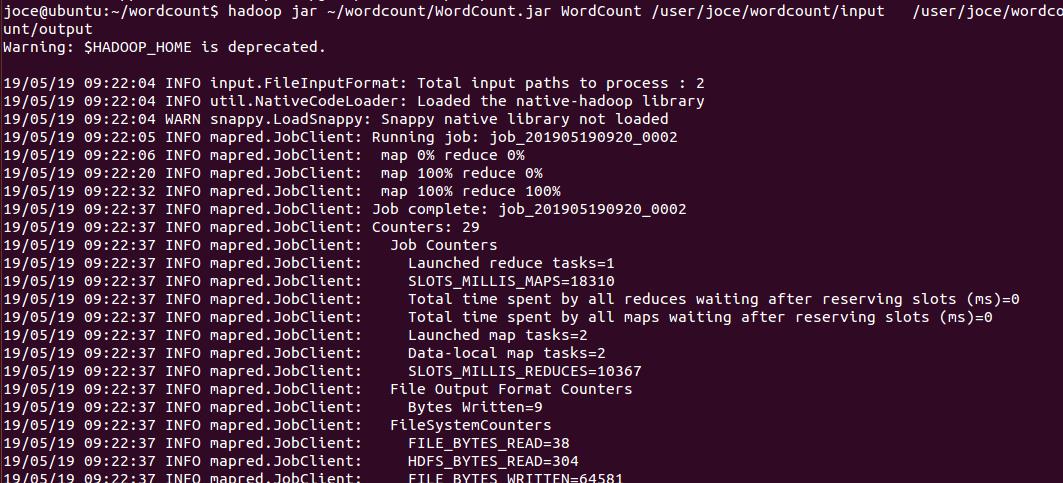 joce@ubuntu:~/wordcount$ hadoop jar ~/wordcount/WordCount.jar WordCount /user/joce/wordcount/input   /user/joce/wordco
unt/output
Warning: $HADOOP_HOME is deprecated.
19/05/19 09:22:04 INFO input.FileInputFormat: Total input paths to process : 2
19/05/19 09:22:04 INFO util.NativeCodeLoader: Loaded the native-hadoop library
19/05/19 09:22:04 WARN snappy.LoadSnappy: Snappy native library not loaded
19/05/19 09:22:05 INFO mapred.JobClient: Running job: job_201905190920_0002
19/05/19 09:22:06 INFO mapred.JobClient:  map 0% reduce 0%
19/05/19 09:22:20 INFO mapred.JobClient:  map 100% reduce 0%
19/05/19 09:22:32 INFO mapred.JobClient:  map 100% reduce 100%
19/05/19 09:22:37 INFO mapred.JobClient: Job complete: job_201905190920_0002
19/05/19 09:22:37 INFO mapred.JobClient: Counters: 29
19/05/19 09:22:37 INFO mapred.JobClient:   Job Counters
19/05/19 09:22:37 INFO mapred.JobClient:     Launched reduce tasks=1
19/05/19 09:22:37 INFO mapred.JobClient:     SLOTS_MILLIS_MAPS=18310
19/05/19 09:22:37 INFO mapred.JobClient:     Total time spent by all reduces waiting after reserving slots (ms)=0
19/05/19 09:22:37 INFO mapred.JobClient:     Total time spent by all maps waiting after reserving slots (ms)=0
19/05/19 09:22:37 INFO mapred.JobClient:     Launched map tasks=2
19/05/19 09:22:37 INFO mapred.JobClient:     Data-local map tasks=2
19/05/19 09:22:37 INFO mapred.JobClient:     SLOTS_MILLIS_REDUCES=10367
19/05/19 09:22:37 INFO mapred.JobClient:   File Output Format Counters
19/05/19 09:22:37 INFO mapred.JobClient:     Bytes Written=9
19/05/19 09:22:37 INFO mapred.JobClient:   FileSystemCounters
19/05/19 09:22:37 INFO mapred.JobClient:     FILE_BYTES_READ=38
19/05/19 09:22:37 INFO mapred.JobClient:     HDFS_BYTES_READ=304
19/05/19 09:22:37 INFO mapred.JobClient:     FILE_BYTES_WRITTEN=64581